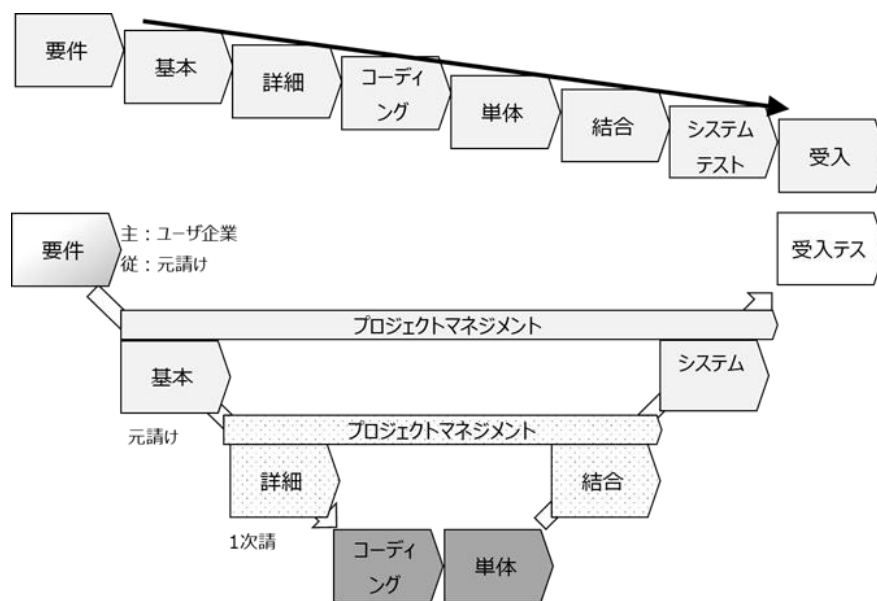 要件
基本
詳細
コーディ
ング
単体
結合
システム
テスト
受入
要件
主：ユーザ企業
従：元請け
受入テス
プロジェクトマネジメント
基本
システム
元請け
プロジェクトマネジメント
詳細
結合
1次請
コーディ
ング
単体